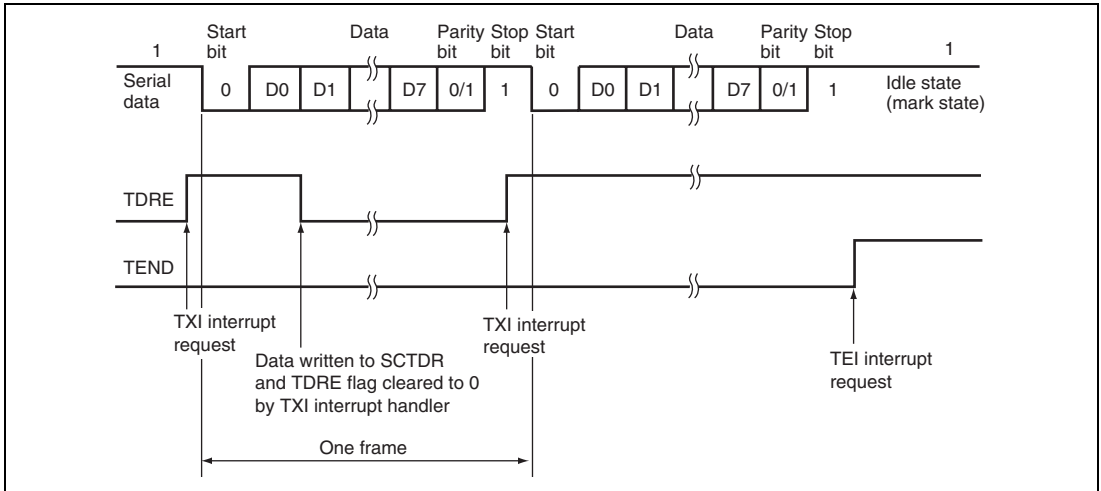 Start bit Data Parity bit Stop bit Start bit Data Parity bit Stop bit
1 1
Serial data 0 D0 D1 D7 0/1 1 0 D0 D1 D7 0/1 1 Idle state (mark state)
TDRE
TEND
TXI interrupt
request
Data written to SCTDR
and TDRE flag cleared to 0
by TXI interrupt handler
TXI interrupt
request
TEI interrupt
request
One frame